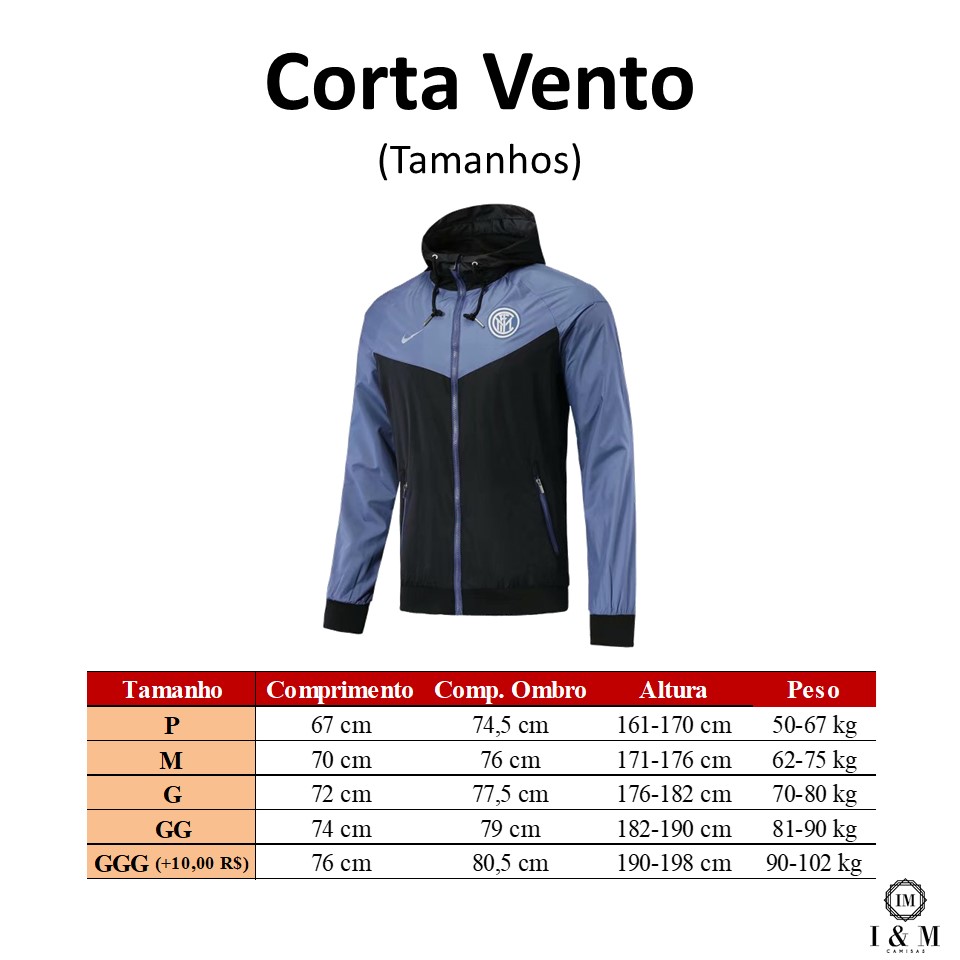 Corta Vento
(Tamanhos)
Tamanho Comprimento Comp. Ombro Altura Peso
P 67 cm 74,5 cm 161-170 cm 50-67 kg
M 70 cm 76 cm 171-176 cm 62-75 kg
G 72 cm 77,5 cm 176-182 cm 70-80 kg
GG 74 cm 79 cm 182-190 cm 81-90 kg
GGG (+10,00 R$) 76 cm 80,5 cm 190-198 cm 90-102 kg
IM
I & M
CAMISAS